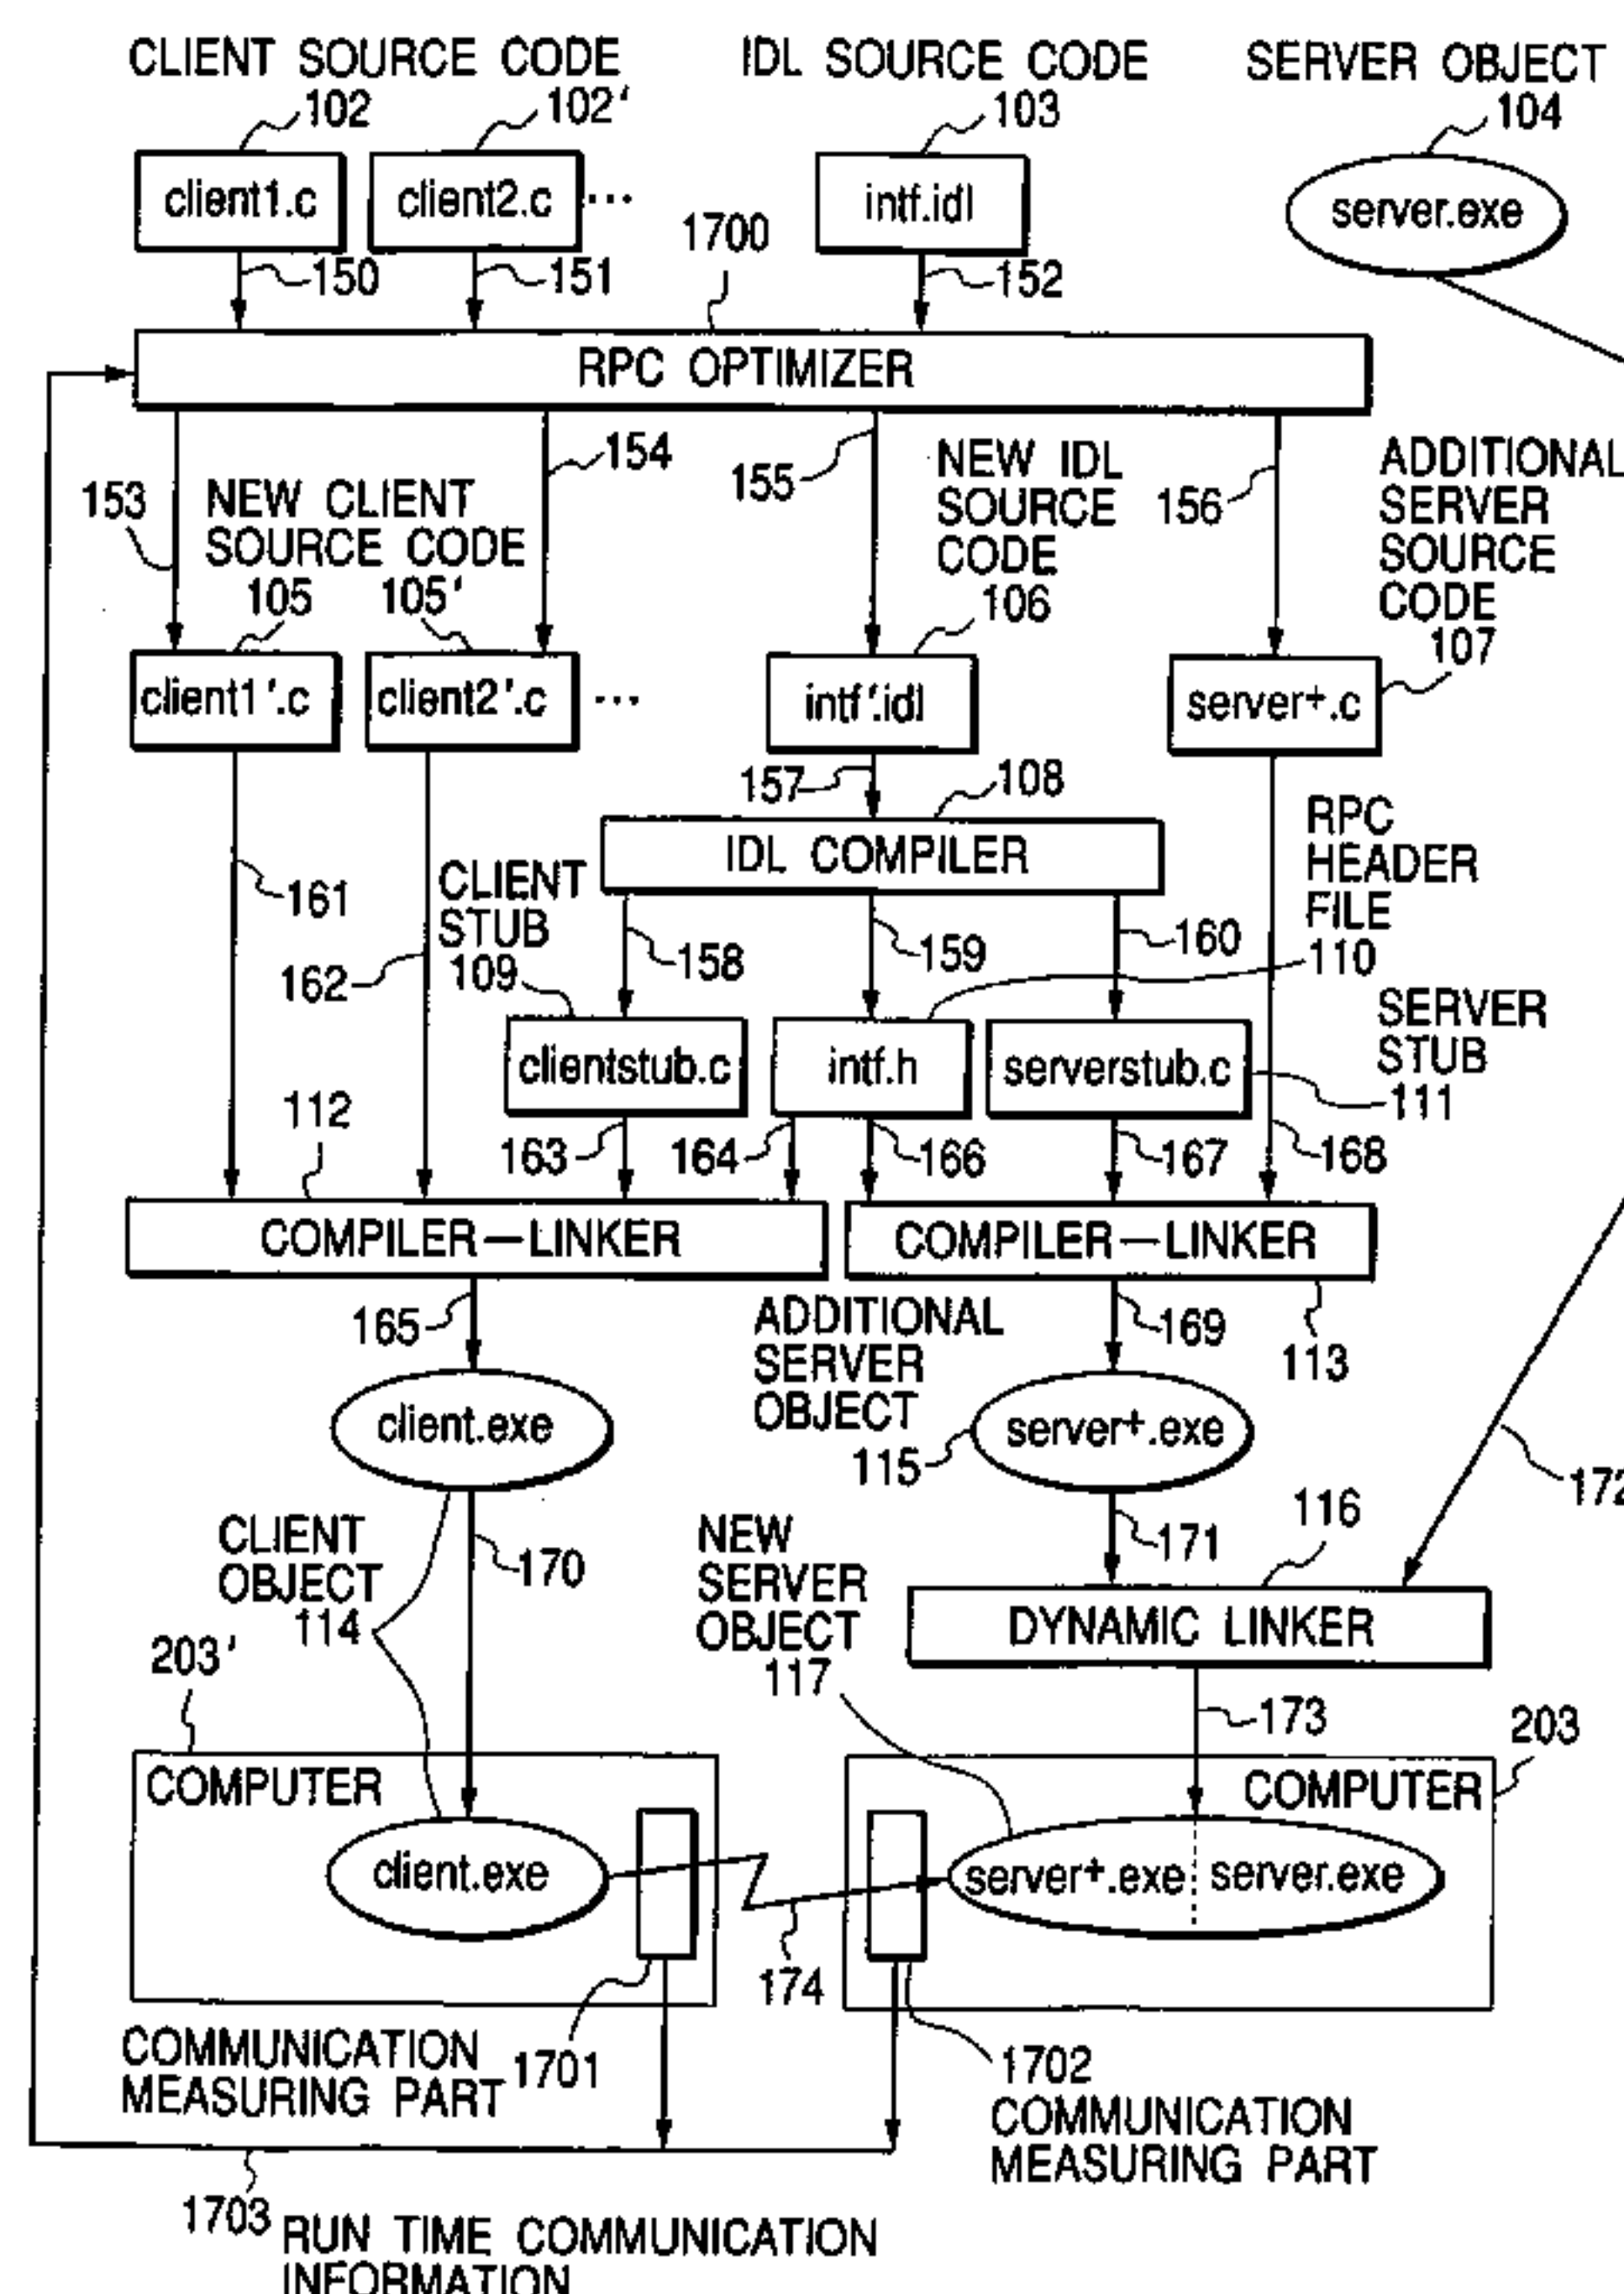 CLIENT SOURCE CODE
IDL SOURCE CODE
SERVER OBJECT
102
102'
103
104
client1.c
client2.c
...
intf.idl
server.exe
1700
150
151
152
RPC OPTIMIZER
153
154
155
156
NEW CLIENT
SOURCE CODE
105
105'
NEW IDL
SOURCE
CODE
106
ADDITIONAL
SERVER
SOURCE
CODE
107
client1'.c
client2'.c
...
intf'.idl
server+.c
157
108
IDL COMPILER
161
162
CLIENT
STUB
109
158
159
160
RPC
HEADER
FILE
110
clientstub.c
intf.h
serverstub.c
SERVER
STUB
111
112
163
164
166
167
168
COMPILER—LINKER
COMPILER—LINKER
165
ADDITIONAL
SERVER
OBJECT
115
169
113
client.exe
server+.exe
172
CLIENT
OBJECT
114
170
NEW
SERVER
OBJECT
117
171
116
DYNAMIC LINKER
203'
173
203
COMPUTER
COMPUTER
client.exe
server+.exe
server.exe
174
COMMUNICATION
MEASURING PART
1701
1702
COMMUNICATION
MEASURING PART
1703
RUN TIME COMMUNICATION
INFORMATION